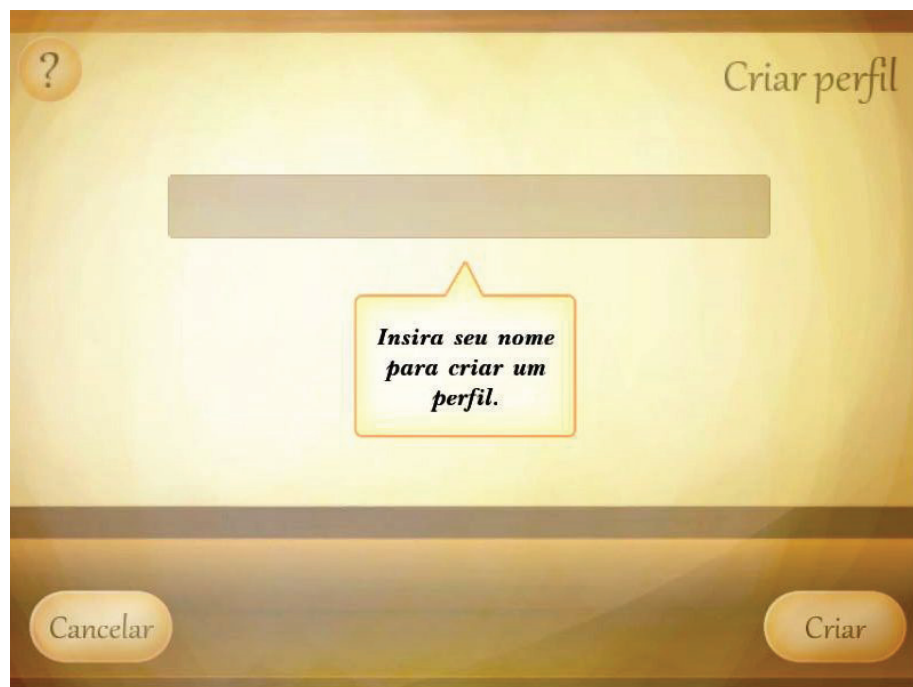 ?
Criar perfil
Insira seu nome
para criar um
perfil.
Cancelar
Criar